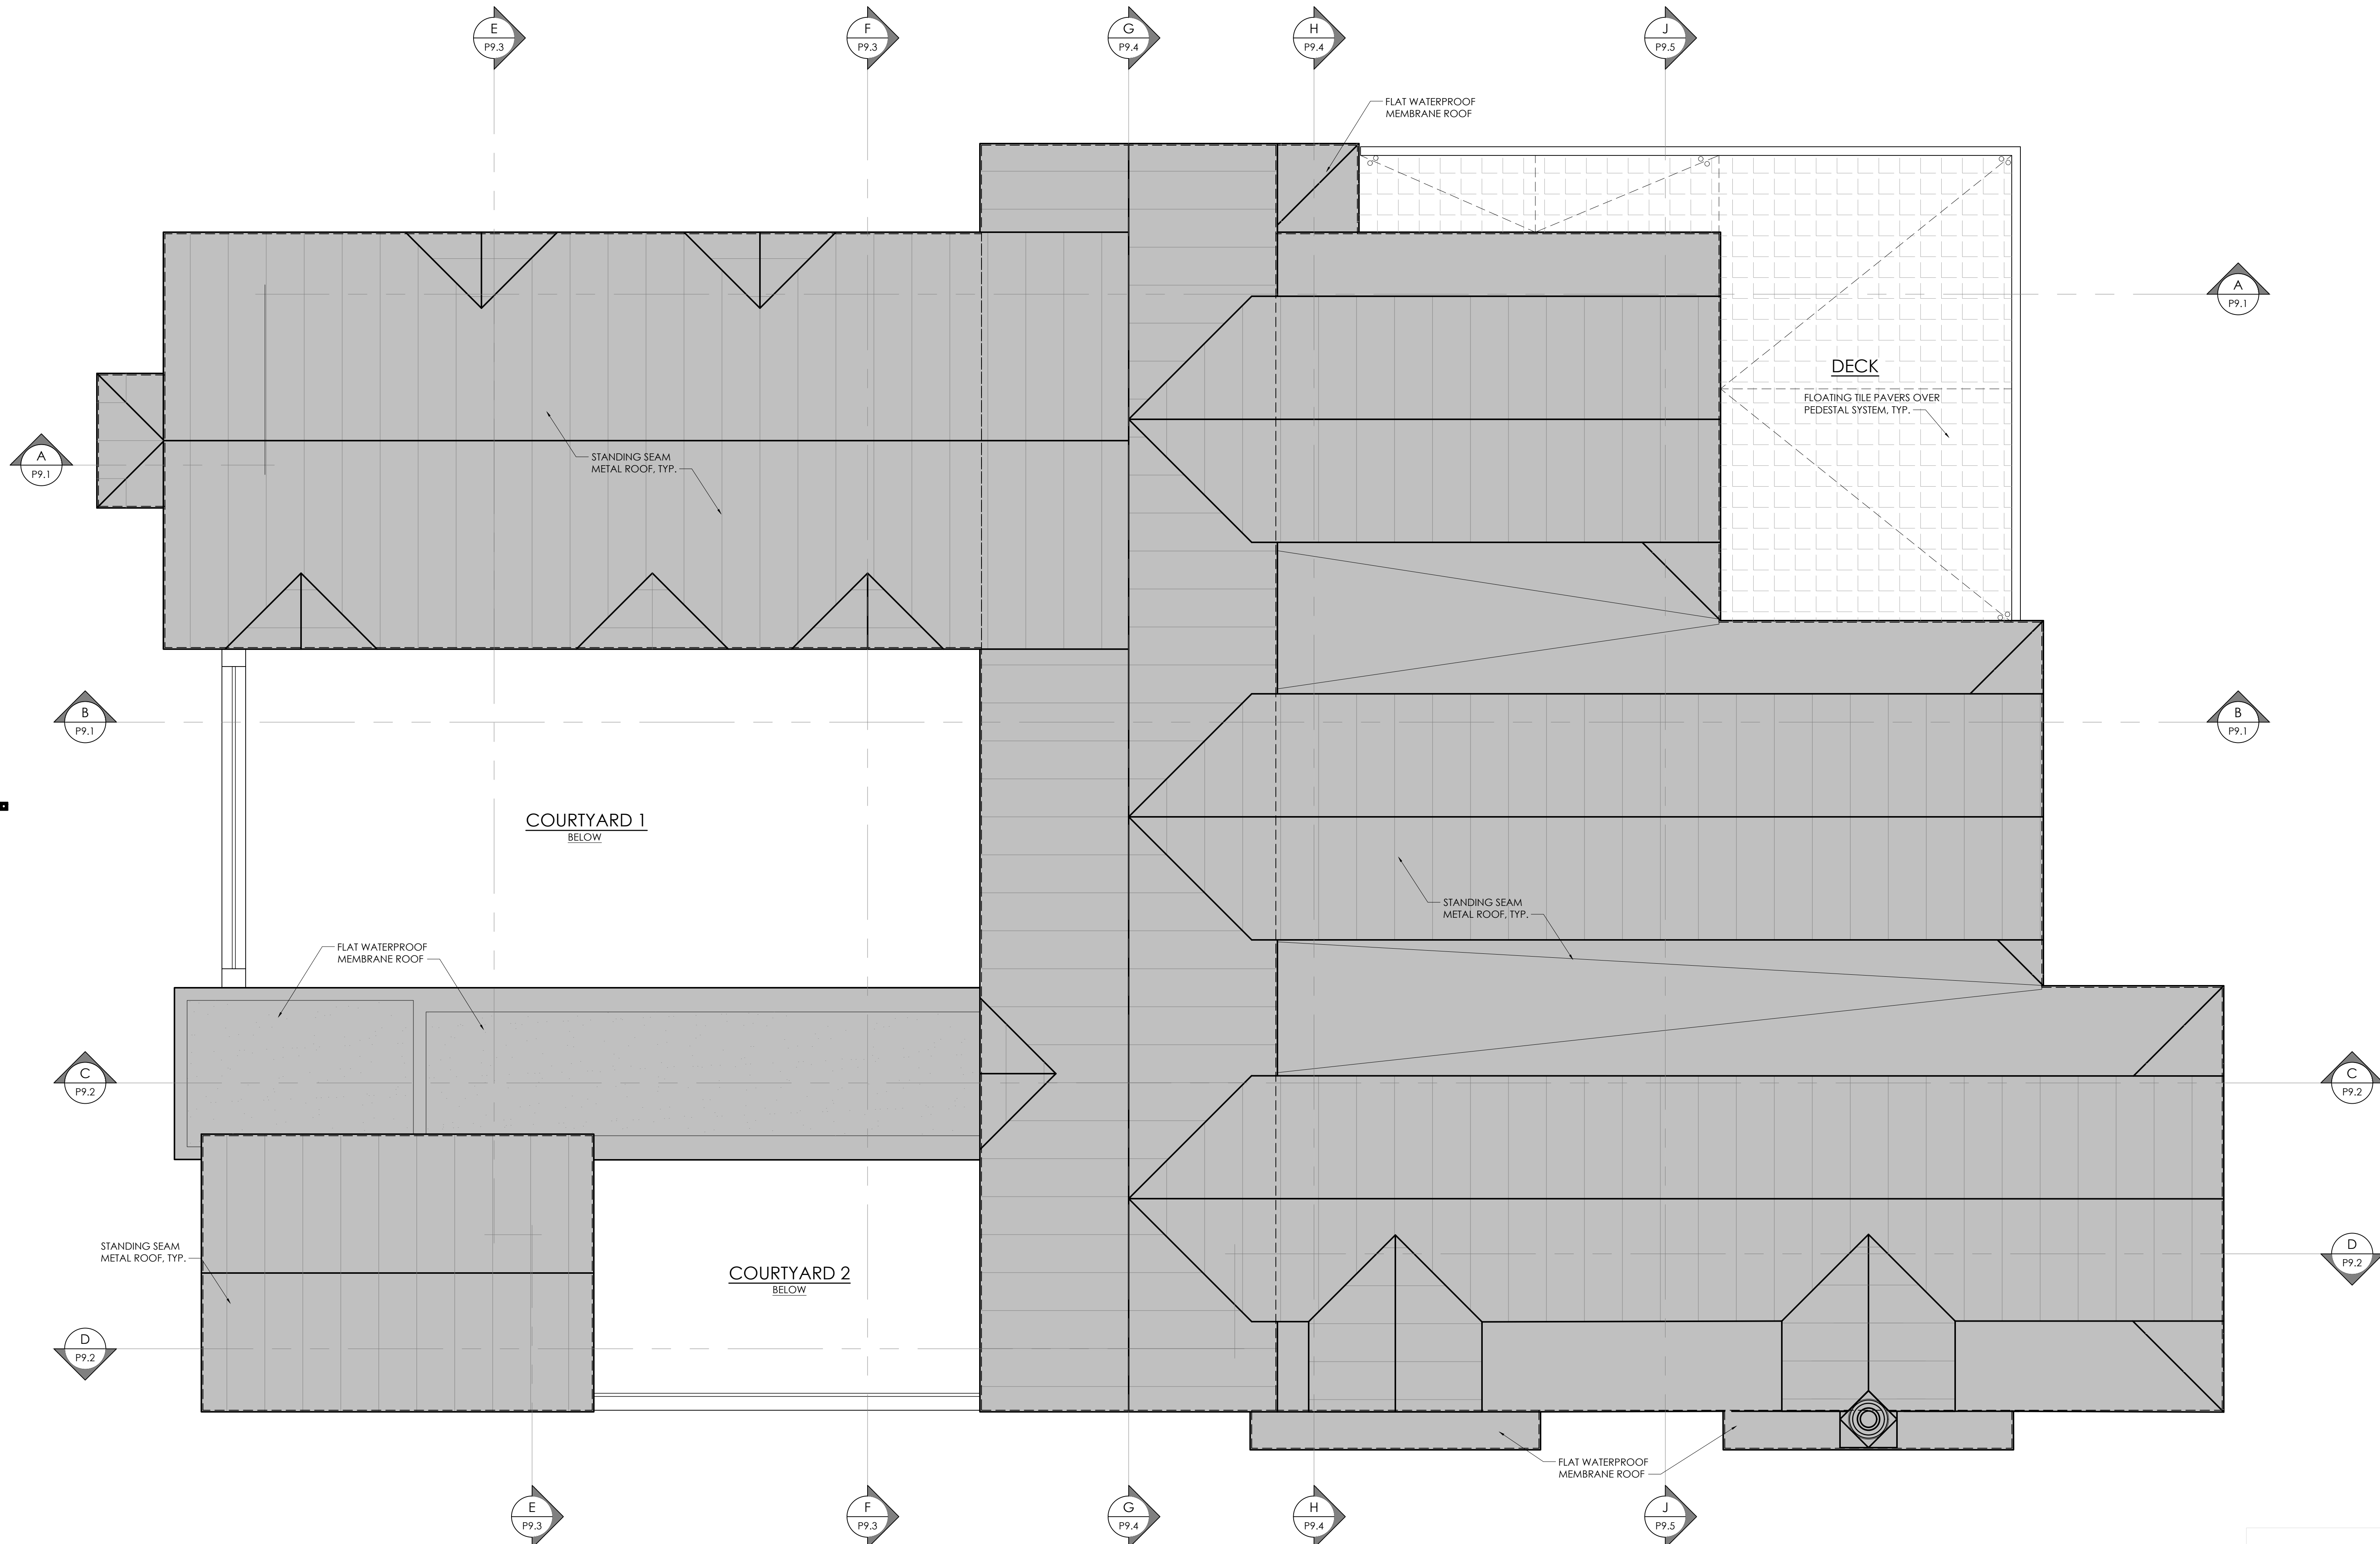 E
P9.3
F
P9.3
G
P9.4
H
P9.4
J
P9.5
FLAT WATERPROOF
MEMBRANE ROOF
A
P9.1
DECK
FLOATING TILE PAVERS OVER
PEDESTAL SYSTEM, TYP.
A
P9.1
STANDING SEAM
METAL ROOF, TYP.
B
P9.1
B
P9.1
COURTYARD 1
BELOW
STANDING SEAM
METAL ROOF, TYP.
FLAT WATERPROOF
MEMBRANE ROOF
C
P9.2
C
P9.2
STANDING SEAM
METAL ROOF, TYP.
COURTYARD 2
BELOW
D
P9.2
D
P9.2
FLAT WATERPROOF
MEMBRANE ROOF
E
P9.3
F
P9.3
G
P9.4
H
P9.4
J
P9.5